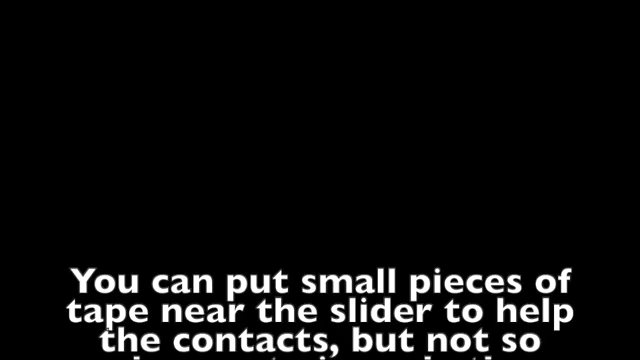 You can put small pieces of
tape near the slider to help
the contacts, but not so